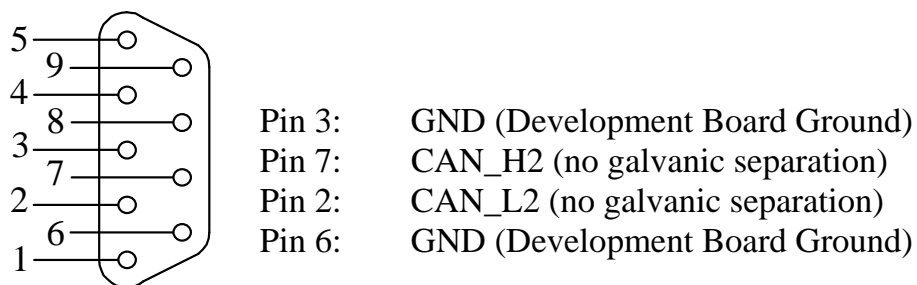 5
9
4
8
3
7
2
6
1
Pin 3: GND (Development Board Ground)
Pin 7: CAN_H2 (no galvanic separation)
Pin 2: CAN_L2 (no galvanic separation)
Pin 6: GND (Development Board Ground)